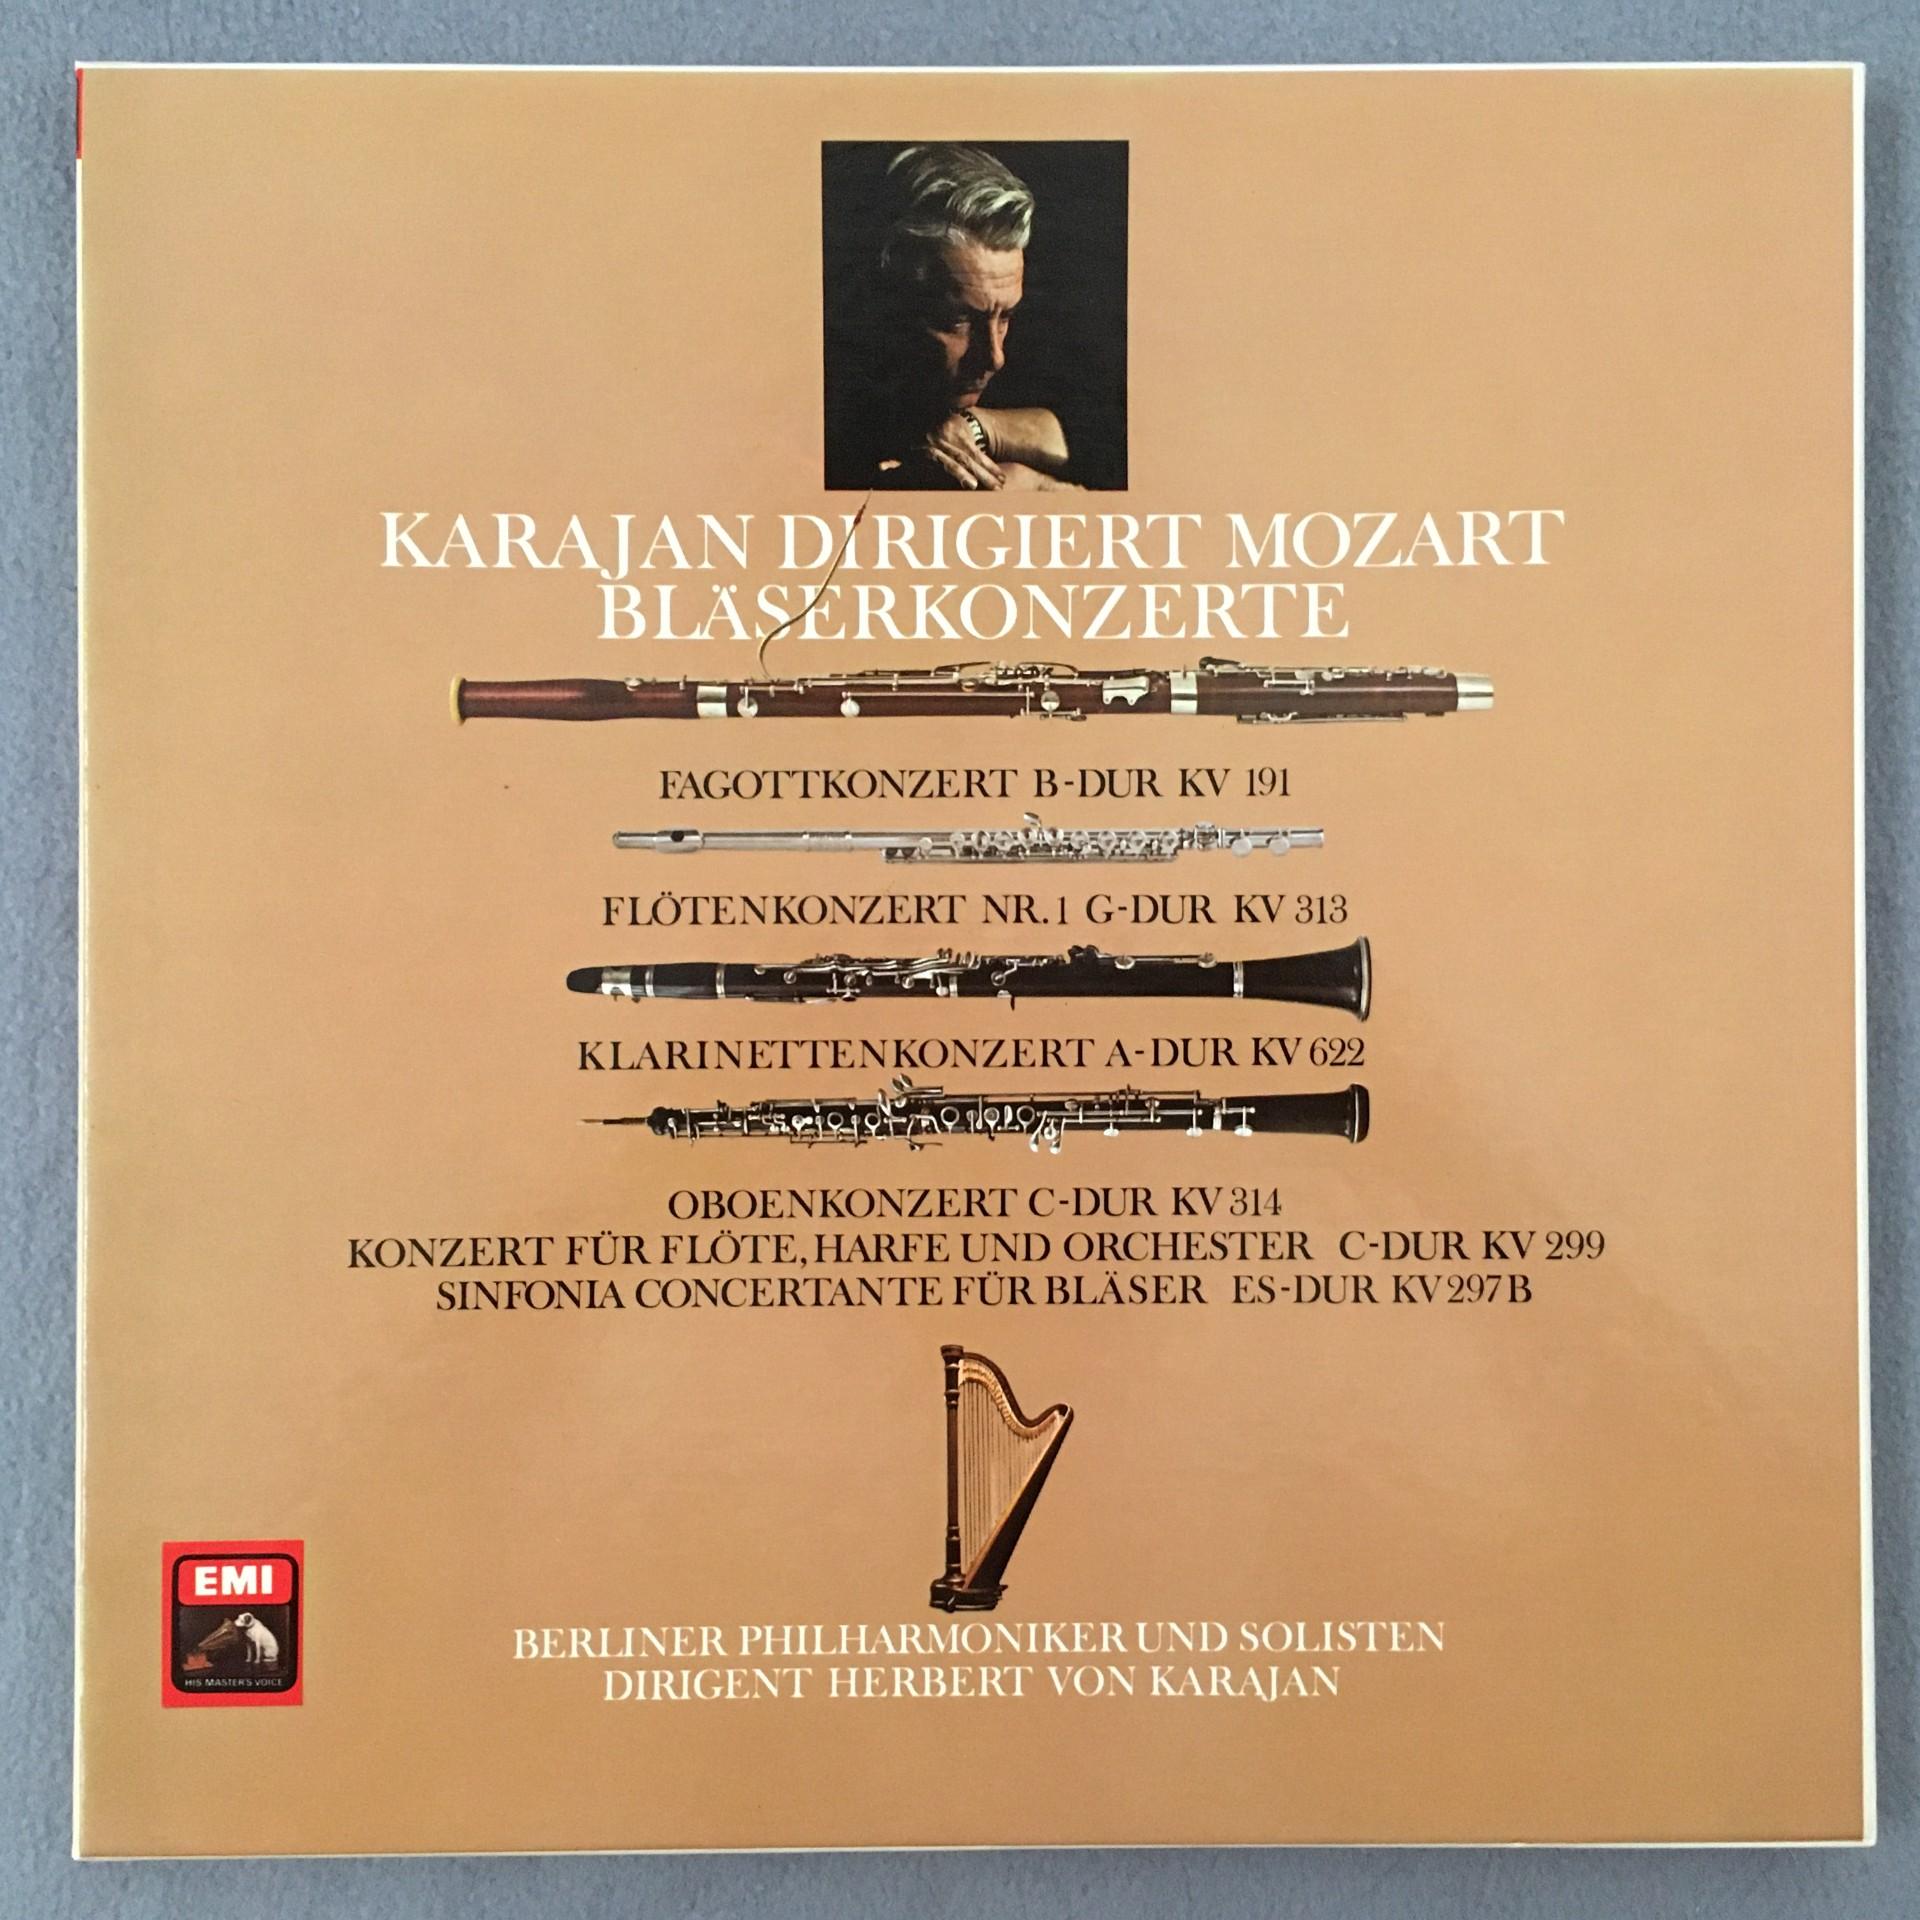 KARAJAN DIRIGIERT MOZART
BLÄSERKONZERTE
FAGOTTKONZERT B-DUR KV 191
FLÖTENKONZERT NR. 1 G-DUR KV 313
KLARINETTENKONZERT A-DUR KV 622
OBOENKONZERT C-DUR KV 314
KONZERT FÜR FLÖTE, HARFE UND ORCHESTER C-DUR KV 299
SINFONIA CONCERTANTE FÜR BLÄSER ES-DUR KV 297 B
EMI
HIS MASTER'S VOICE
BERLINER PHILHARMONIKER UND SOLISTEN
DIRIGENT HERBERT VON KARAJAN